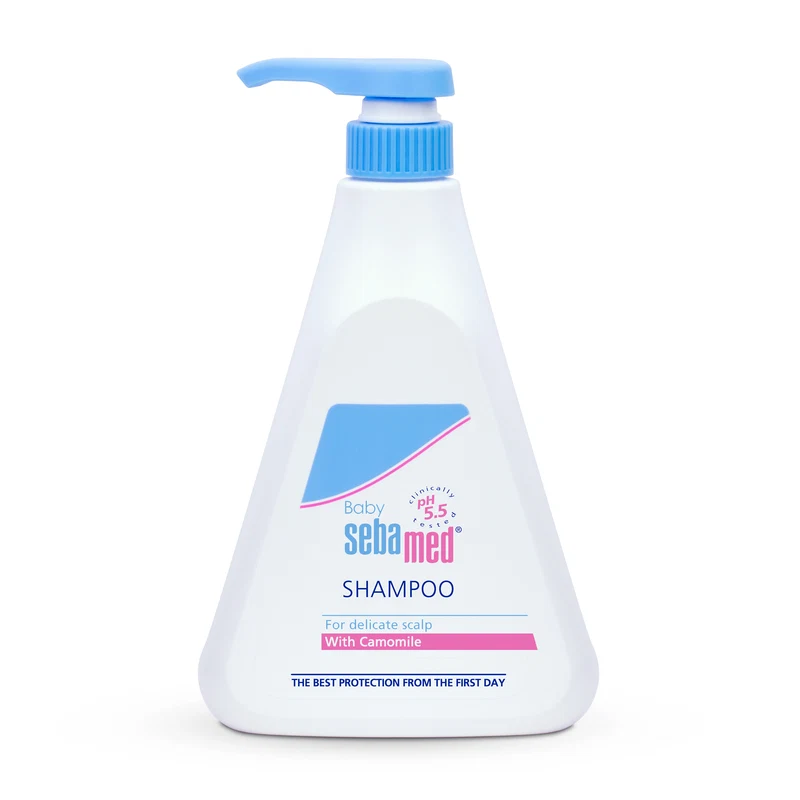 clinically
pH
5.5
tested
Baby
sebamed®
SHAMPOO
For delicate scalp
With Camomile
THE BEST PROTECTION FROM THE FIRST DAY